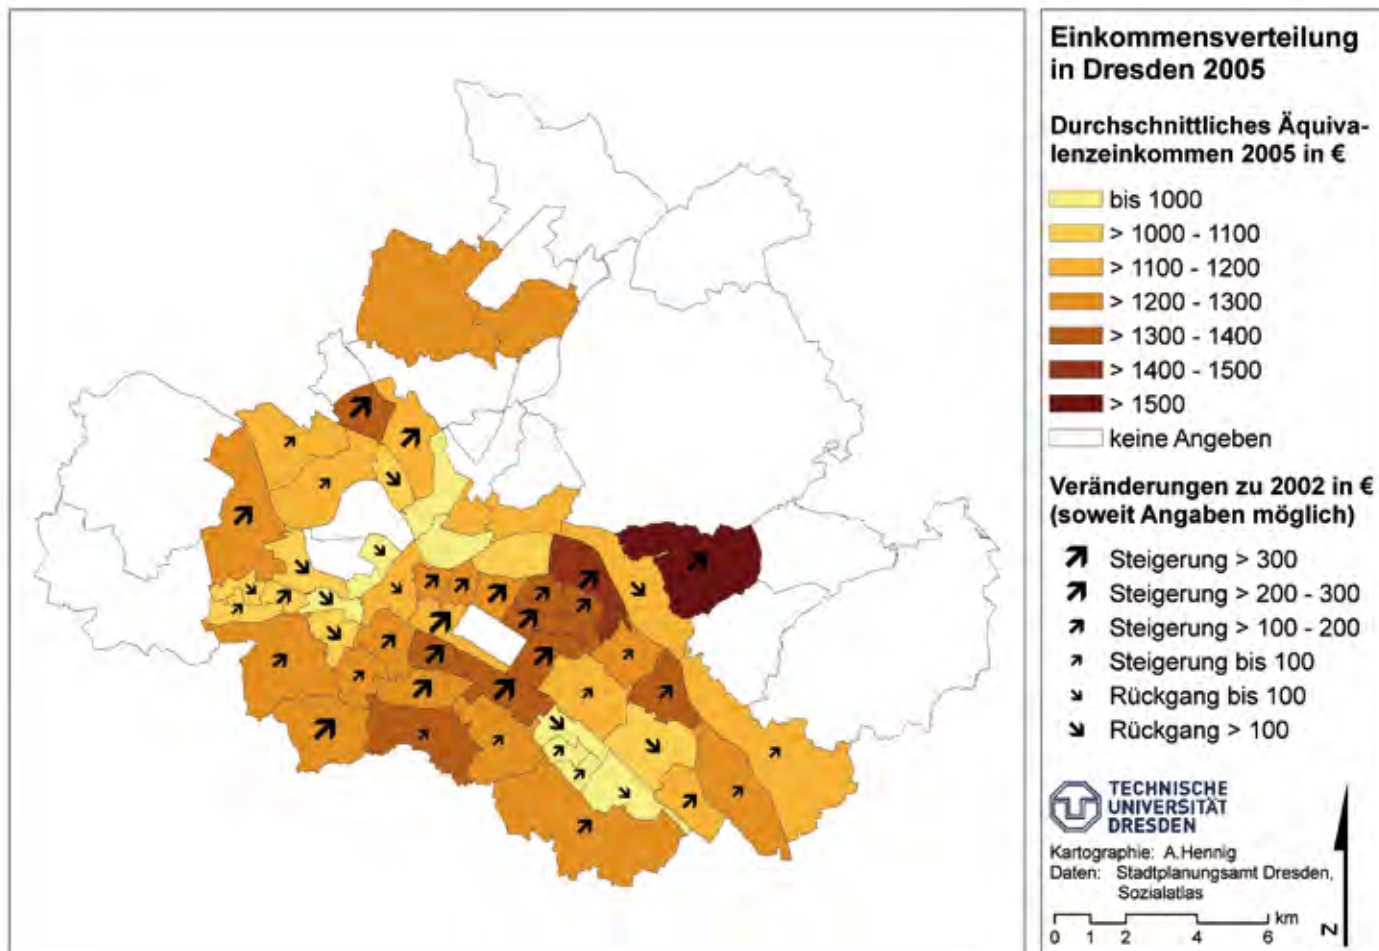 Einkommensverteilung
in Dresden 2005
Durchschnittliches Äquiva-
lenzeinkommen 2005 in €
bis 1000
> 1000 - 1100
> 1100 - 1200
> 1200 - 1300
> 1300 - 1400
> 1400 - 1500
> 1500
keine Angeben
Veränderungen zu 2002 in €
(soweit Angaben möglich)
Steigerung > 300
Steigerung > 200 - 300
Steigerung > 100 - 200
Steigerung bis 100
Rückgang bis 100
Rückgang > 100
TECHNISCHE
UNIVERSITÄT
DRESDEN
Kartographie: A.Hennig
Daten: Stadtplanungsamt Dresden,
Sozialatlas
km
0 1 2 4 6
N